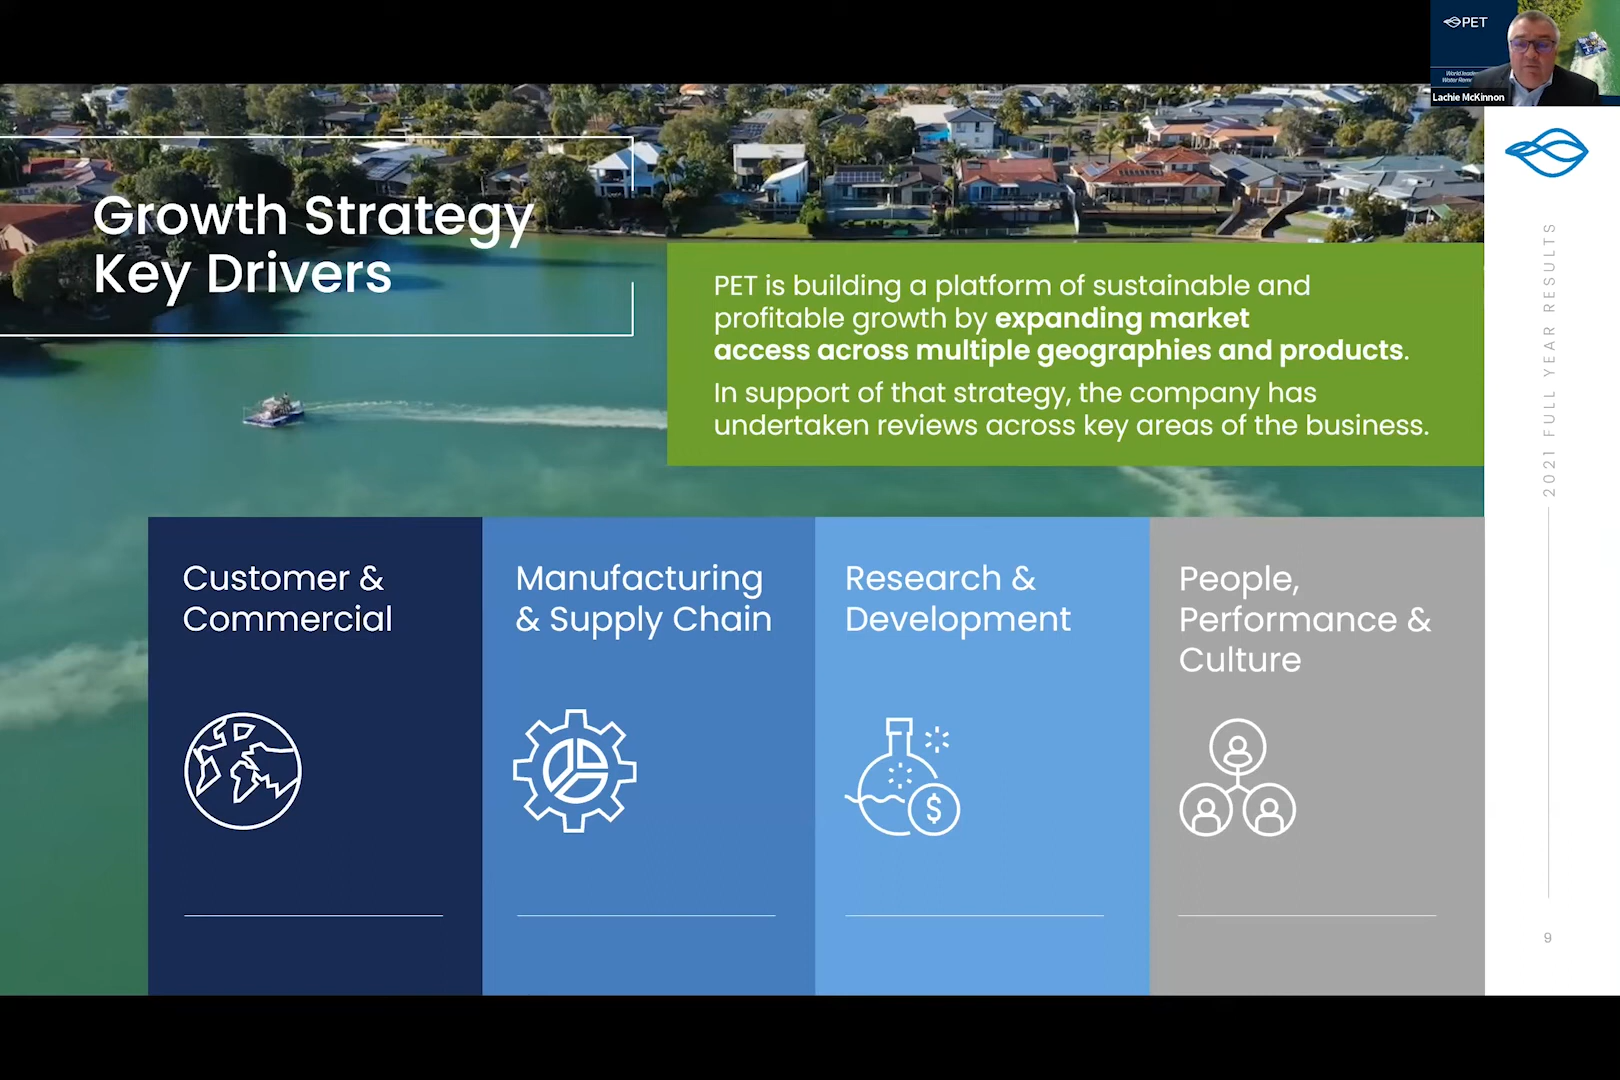 PET
Lachie McKinnon
Growth Strategy
Key Drivers
PET is building a platform of sustainable and
profitable growth by expanding market
access across multiple geographies and products.
In support of that strategy, the company has
undertaken reviews across key areas of the business.
Customer &
Commercial
Manufacturing
& Supply Chain
Research &
Development
$
People,
Performance &
Culture
2021 FULL YEAR RESULTS
9